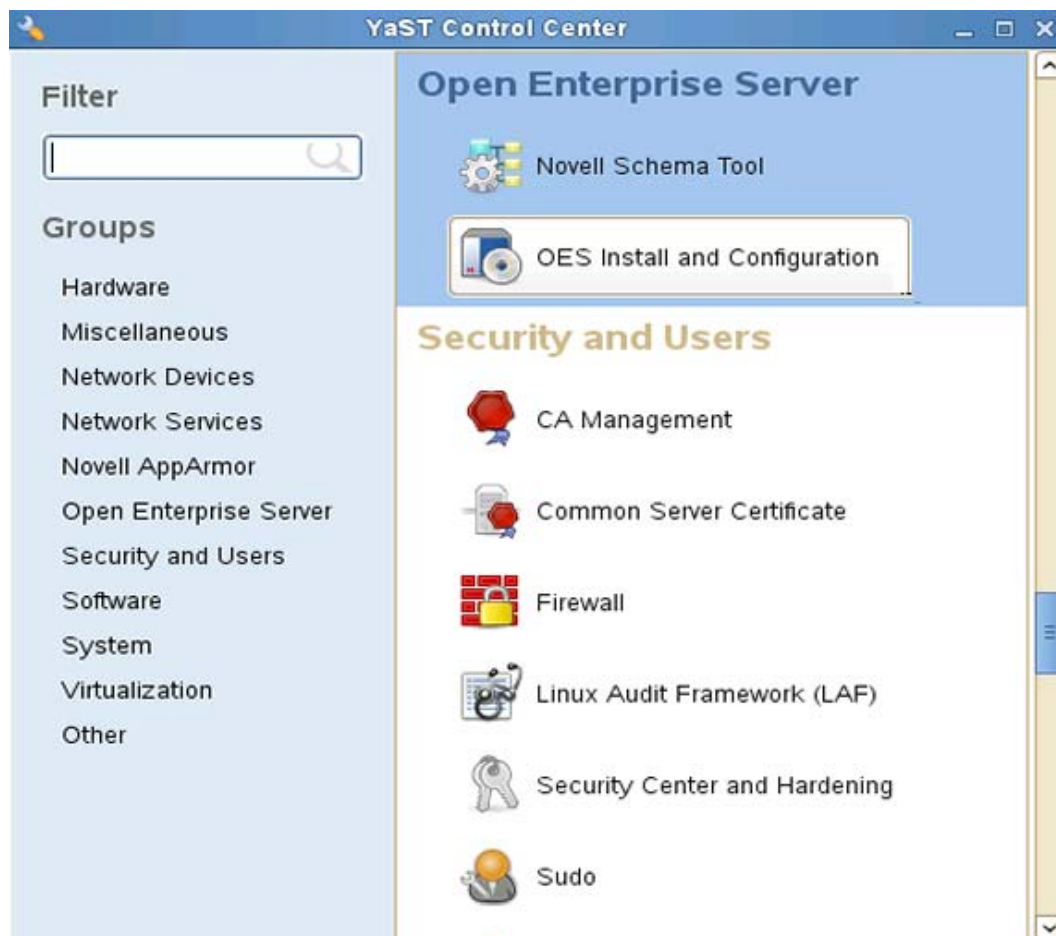 YaST Control Center
Filter
Groups
Hardware
Miscellaneous
Network Devices
Network Services
Novell AppArmor
Open Enterprise Server
Security and Users
Software
System
Virtualization
Other
Open Enterprise Server
Novell Schema Tool
OES Install and Configuration
Security and Users
CA Management
Common Server Certificate
Firewall
Linux Audit Framework (LAF)
Security Center and Hardening
Sudo